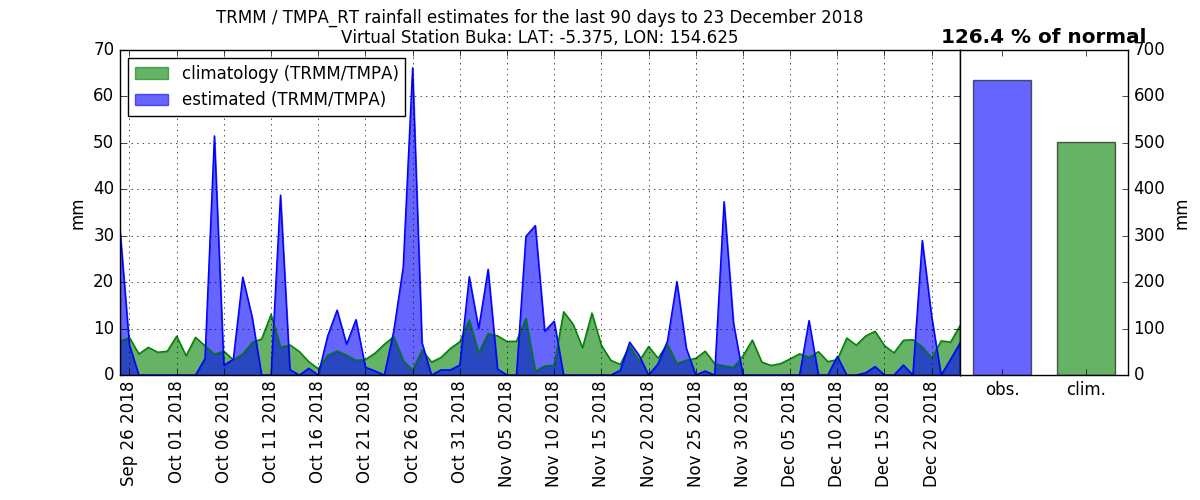 TRMM / TMPA_RT rainfall estimates for the last 90 days to 23 December 2018
Virtual Station Buka: LAT: -5.375, LON: 154.625
126.4 % of normal
climatology (TRMM/TMPA)
estimated (TRMM/TMPA)
70
60
50
40
30
20
10
0
mm
Sep 26 2018
Oct 01 2018
Oct 06 2018
Oct 11 2018
Oct 16 2018
Oct 21 2018
Oct 26 2018
Oct 31 2018
Nov 05 2018
Nov 10 2018
Nov 15 2018
Nov 20 2018
Nov 25 2018
Nov 30 2018
Dec 05 2018
Dec 10 2018
Dec 15 2018
Dec 20 2018
obs.
clim.
700
600
500
400
300
200
100
0
mm